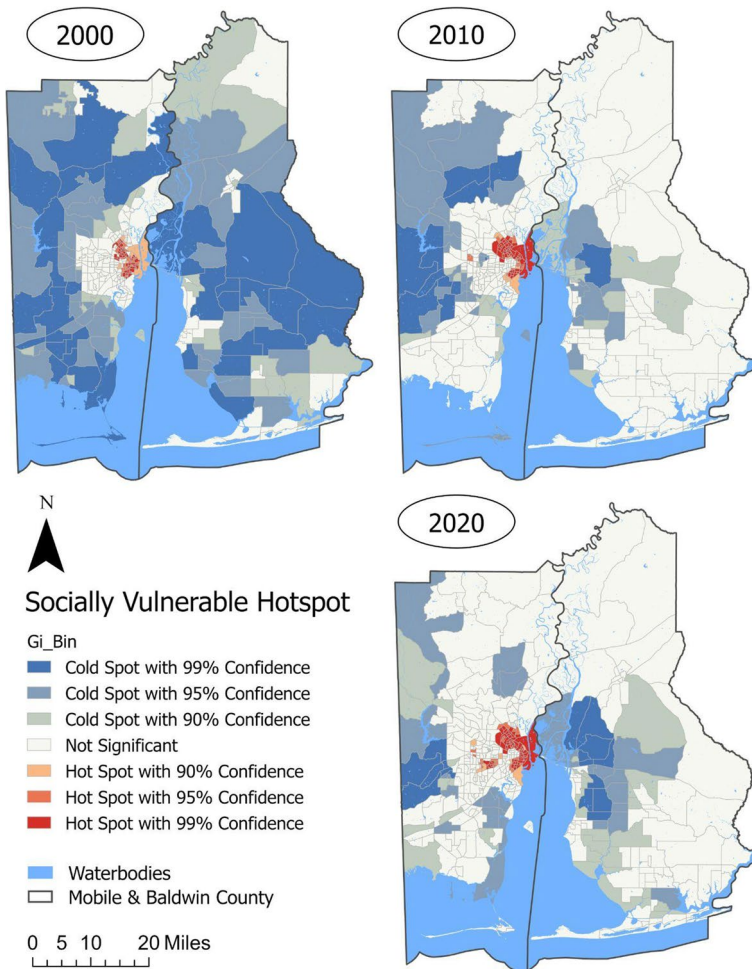 2000
2010
2020
N
Socially Vulnerable Hotspot
Gi_Bin
Cold Spot with 99% Confidence
Cold Spot with 95% Confidence
Cold Spot with 90% Confidence
Not Significant
Hot Spot with 90% Confidence
Hot Spot with 95% Confidence
Hot Spot with 99% Confidence
Waterbodies
Mobile & Baldwin County
0 5 10 20 Miles